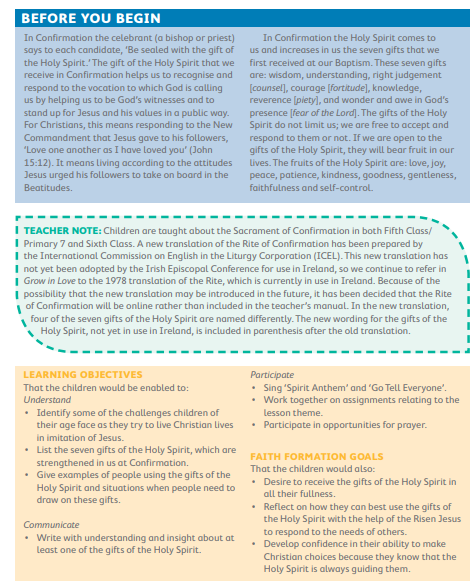 BEFORE YOU BEGIN
In Confirmation the celebrant (a bishop or priest)
says to each candidate, ‘Be sealed with the gift of
the Holy Spirit.’ The gift of the Holy Spirit that we
receive in Confirmation helps us to recognise and
respond to the vocation to which God is calling
us by helping us to be God’s witnesses and to
stand up for Jesus and his values in a public way.
For Christians, this means responding to the New
Commandment that Jesus gave to his followers,
‘Love one another as I have loved you’ (John
15:12). It means living according to the attitudes
Jesus urged his followers to take on board in the
Beatitudes.
In Confirmation the Holy Spirit comes to
us and increases in us the seven gifts that we
first received at our Baptism. These seven gifts
are: wisdom, understanding, right judgement
[counsel], courage [fortitude], knowledge,
reverence [piety], and wonder and awe in God’s
presence [fear of the Lord]. The gifts of the Holy
Spirit do not limit us; we are free to accept and
respond to them or not. If we are open to the
gifts of the Holy Spirit, they will bear fruit in our
lives. The fruits of the Holy Spirit are: love, joy,
peace, patience, kindness, goodness, gentleness,
faithfulness and self-control.
TEACHER NOTE: Children are taught about the Sacrament of Confirmation in both Fifth Class/
Primary 7 and Sixth Class. A new translation of the Rite of Confirmation has been prepared by
the International Commission on English in the Liturgy Corporation (ICEL). This new translation has
not yet been adopted by the Irish Episcopal Conference for use in Ireland, so we continue to refer in
Grow in Love to the 1978 translation of the Rite, which is currently in use in Ireland. Because of the
possibility that the new translation may be introduced in the future, it has been decided that the Rite
of Confirmation will be online rather than included in the teacher’s manual. In the new translation,
four of the seven gifts of the Holy Spirit are named differently. The new wording for the gifts of the
Holy Spirit, not yet in use in Ireland, is included in parenthesis after the old translation.
LEARNING OBJECTIVES
That the children would be enabled to:
Understand
• Identify some of the challenges children of
their age face as they try to live Christian lives
in imitation of Jesus.
• List the seven gifts of the Holy Spirit, which are
strengthened in us at Confirmation.
• Give examples of people using the gifts of the
Holy Spirit and situations when people need to
draw on these gifts.
Communicate
• Write with understanding and insight about at
least one of the gifts of the Holy Spirit.
Participate
• Sing ‘Spirit Anthem’ and ‘Go Tell Everyone’.
• Work together on assignments relating to the
lesson theme.
• Participate in opportunities for prayer.
FAITH FORMATION GOALS
That the children would also:
• Desire to receive the gifts of the Holy Spirit in
all their fullness.
• Reflect on how they can best use the gifts of
the Holy Spirit with the help of the Risen Jesus
to respond to the needs of others.
• Develop confidence in their ability to make
Christian choices because they know that the
Holy Spirit is always guiding them.